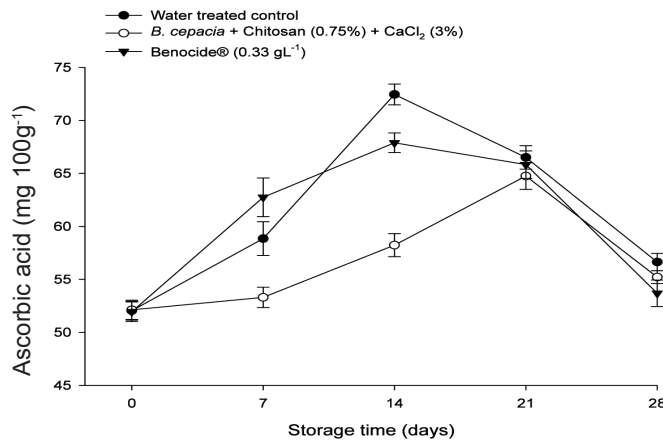 Water treated control
B. cepacia + Chitosan (0.75%) + CaCl₂ (3%)
Benocide® (0.33 gL⁻¹)
75
70
65
60
55
50
45
Ascorbic acid (mg 100g⁻¹)
0 7 14 21 28
Storage time (days)